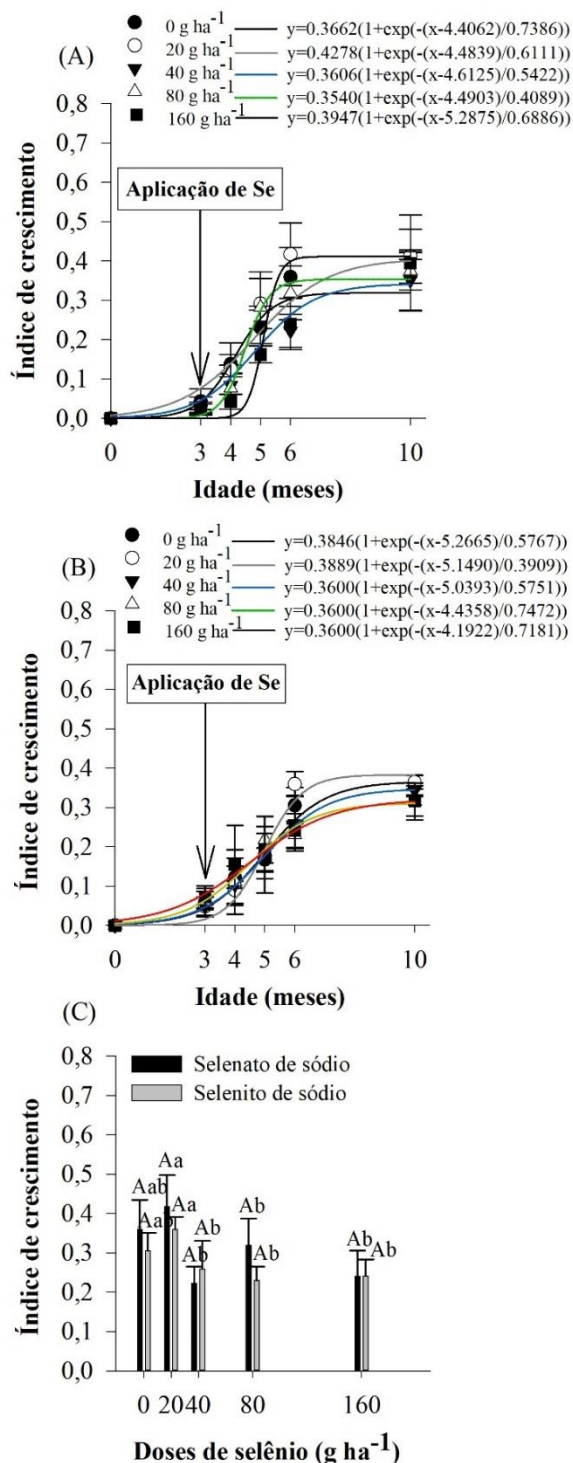 (A)
0 g ha-1 y=0.3662(1+exp(-(x-4.4062)/0.7386))
20 g ha-1 y=0.4278(1+exp(-(x-4.4839)/0.6111))
40 g ha-1 y=0.3606(1+exp(-(x-4.6125)/0.5422))
80 g ha-1 y=0.3540(1+exp(-(x-4.4903)/0.4089))
160 g ha-1 y=0.3947(1+exp(-(x-5.2875)/0.6886))
Índice de crescimento
0,8
0,7
0,6
0,5
0,4
0,3
0,2
0,1
0,0
Aplicação de Se
0 3 4 5 6 10
Idade (meses)
(B)
0 g ha-1 y=0.3846(1+exp(-(x-5.2665)/0.5767))
20 g ha-1 y=0.3889(1+exp(-(x-5.1490)/0.3909))
40 g ha-1 y=0.3600(1+exp(-(x-5.0393)/0.5751))
80 g ha-1 y=0.3600(1+exp(-(x-4.4358)/0.7472))
160 g ha-1 y=0.3600(1+exp(-(x-4.1922)/0.7181))
Índice de crescimento
0,8
0,7
0,6
0,5
0,4
0,3
0,2
0,1
0,0
Aplicação de Se
0 3 4 5 6 10
Idade (meses)
(C)
Índice de crescimento
0,8
0,7
0,6
0,5
0,4
0,3
0,2
0,1
0,0
Selenato de sódio
Selenito de sódio
Aab
Aab
Aa
Aa
Ab
Ab
Ab
Ab
Ab
Ab
0 20 40 80 160
Doses de selênio (g ha-1)